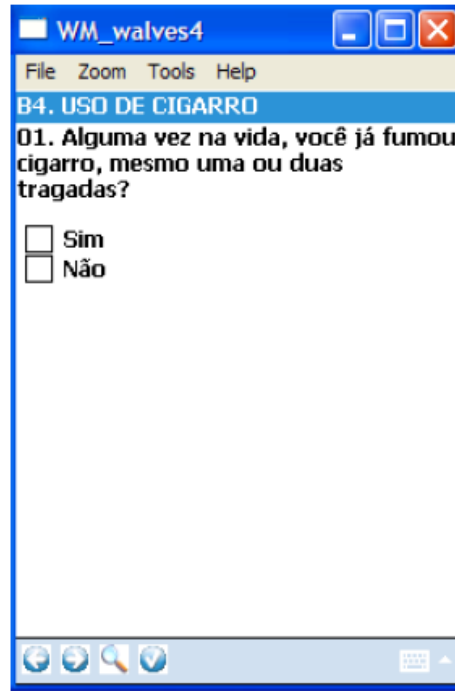 WM_walves4
File Zoom Tools Help
B4. USO DE CIGARRO
01. Alguma vez na vida, você já fumou
cigarro, mesmo uma ou duas
tragadas?
Sim
Não